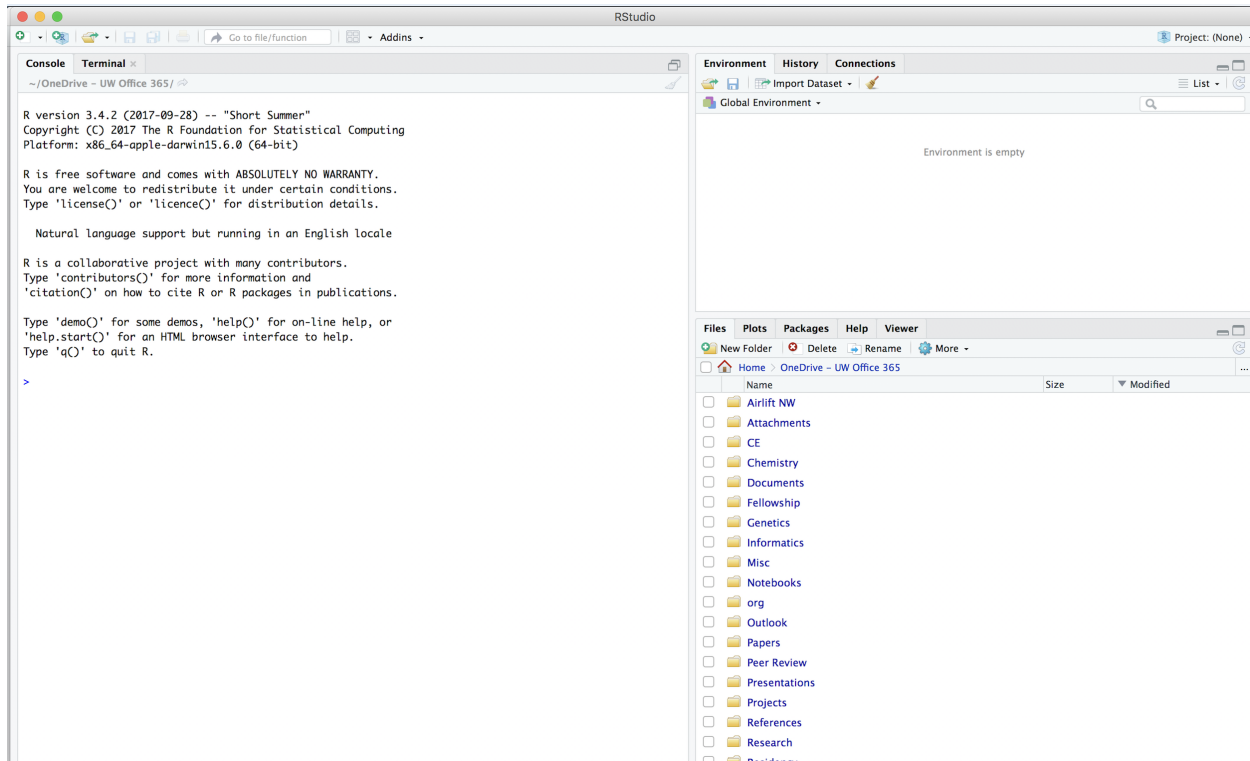 RStudio
Go to file/function
Addins
Project: (None)
Console Terminal
~/OneDrive - UW Office 365/
R version 3.4.2 (2017-09-28) -- "Short Summer"
Copyright (C) 2017 The R Foundation for Statistical Computing
Platform: x86_64-apple-darwin15.6.0 (64-bit)
R is free software and comes with ABSOLUTELY NO WARRANTY.
You are welcome to redistribute it under certain conditions.
Type 'license()' or 'licence()' for distribution details.
Natural language support but running in an English locale
R is a collaborative project with many contributors.
Type 'contributors()' for more information and
'citation()' on how to cite R or R packages in publications.
Type 'demo()' for some demos, 'help()' for on-line help, or
'help.start()' for an HTML browser interface to help.
Type 'q()' to quit R.
>
Environment History Connections
Import Dataset
List
Global Environment
Environment is empty
Files Plots Packages Help Viewer
New Folder Delete Rename More
Home OneDrive - UW Office 365 ...
Name Size Modified
Airlift NW
Attachments
CE
Chemistry
Documents
Fellowship
Genetics
Informatics
Misc
Notebooks
org
Outlook
Papers
Peer Review
Presentations
Projects
References
Research